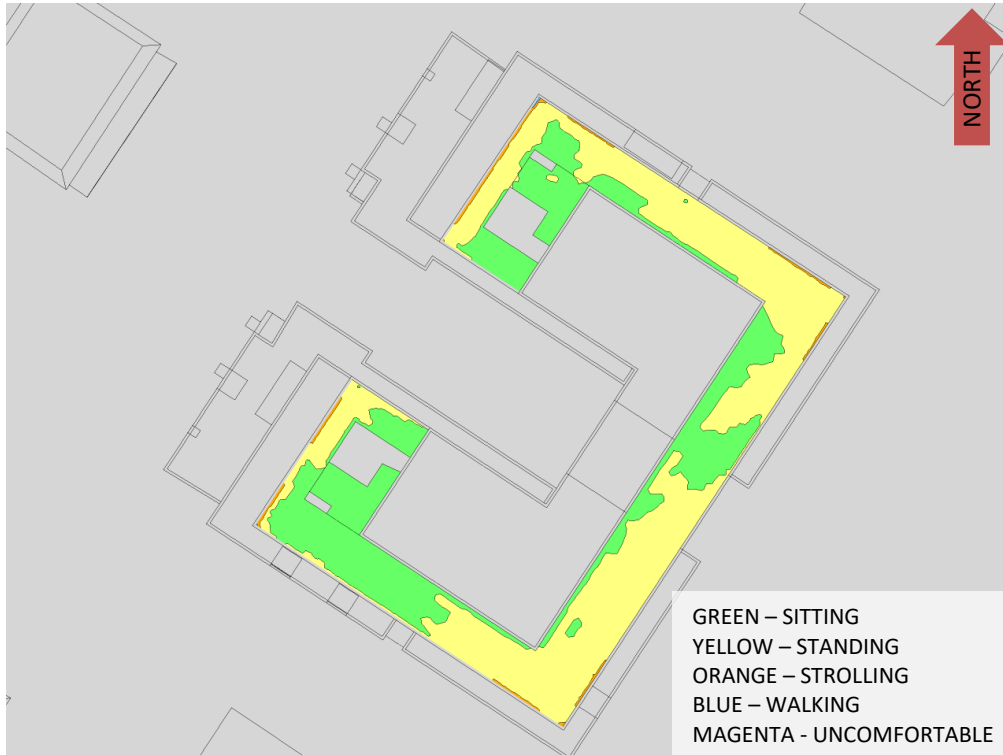 NORTH
GREEN – SITTING
YELLOW – STANDING
ORANGE – STROLLING
BLUE – WALKING
MAGENTA - UNCOMFORTABLE